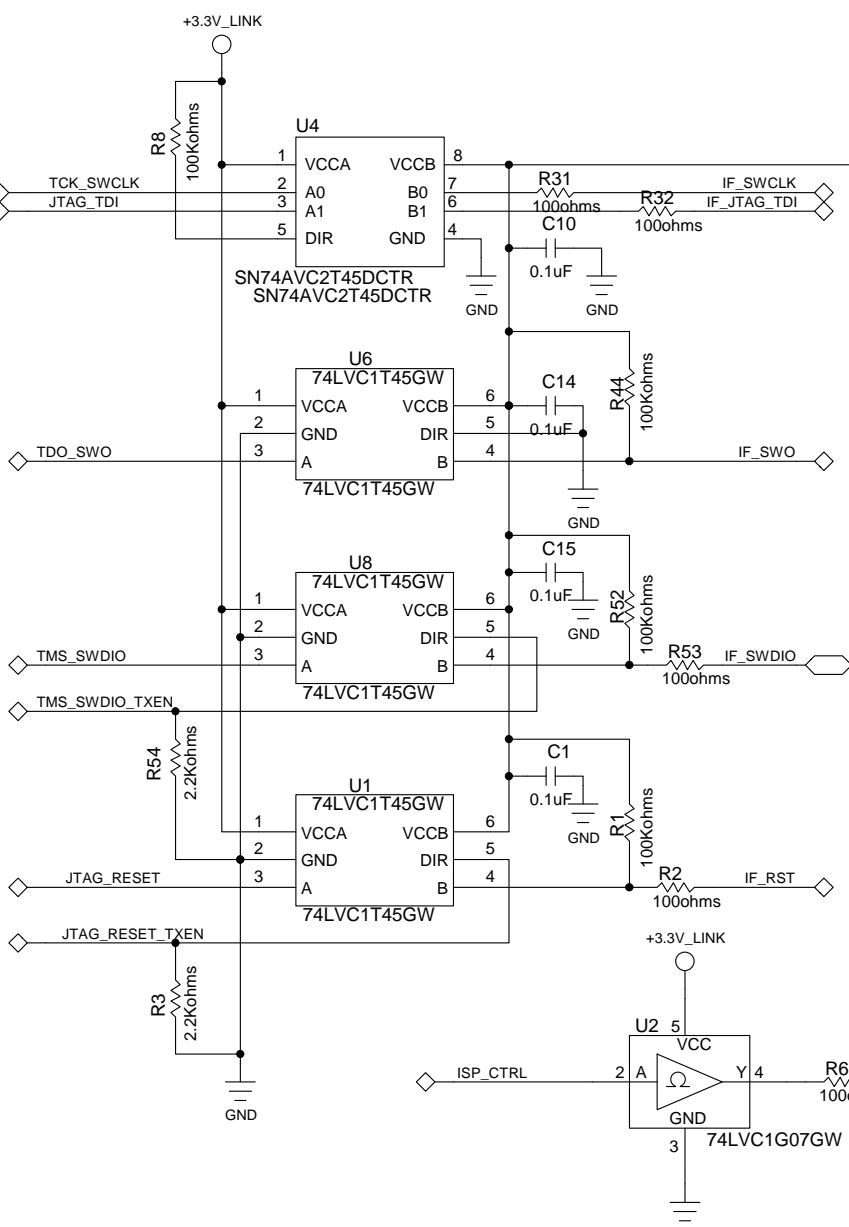 +3.3V_LINK
R8
100Kohms
U4
1 VCCA VCCB 8
TCK_SWCLK 2 A0 B0 7 R31 100ohms IF_SWCLK
JTAG_TDI 3 A1 B1 6 R32 100ohms IF_JTAG_TDI
5 DIR GND 4
SN74AVC2T45DCTR
SN74AVC2T45DCTR
GND
C10
0.1uF
GND
U6
74LVC1T45GW
1 VCCA VCCB 6
2 GND DIR 5
TDO_SWO 3 A B 4 IF_SWO
74LVC1T45GW
C14
0.1uF
R44
100Kohms
GND
U8
74LVC1T45GW
1 VCCA VCCB 6
2 GND DIR 5
TMS_SWDIO 3 A B 4 R53 100ohms IF_SWDIO
74LVC1T45GW
C15
0.1uF
GND
R52
100Kohms
TMS_SWDIO_TXEN
R54
2.2Kohms
U1
74LVC1T45GW
1 VCCA VCCB 6
2 GND DIR 5
JTAG_RESET 3 A B 4 R2 100ohms IF_RST
74LVC1T45GW
C1
0.1uF
GND
R1
100Kohms
JTAG_RESET_TXEN
R3
2.2Kohms
GND
+3.3V_LINK
U2 5
VCC
ISP_CTRL 2 A Ω Y 4
GND
3
74LVC1G07GW